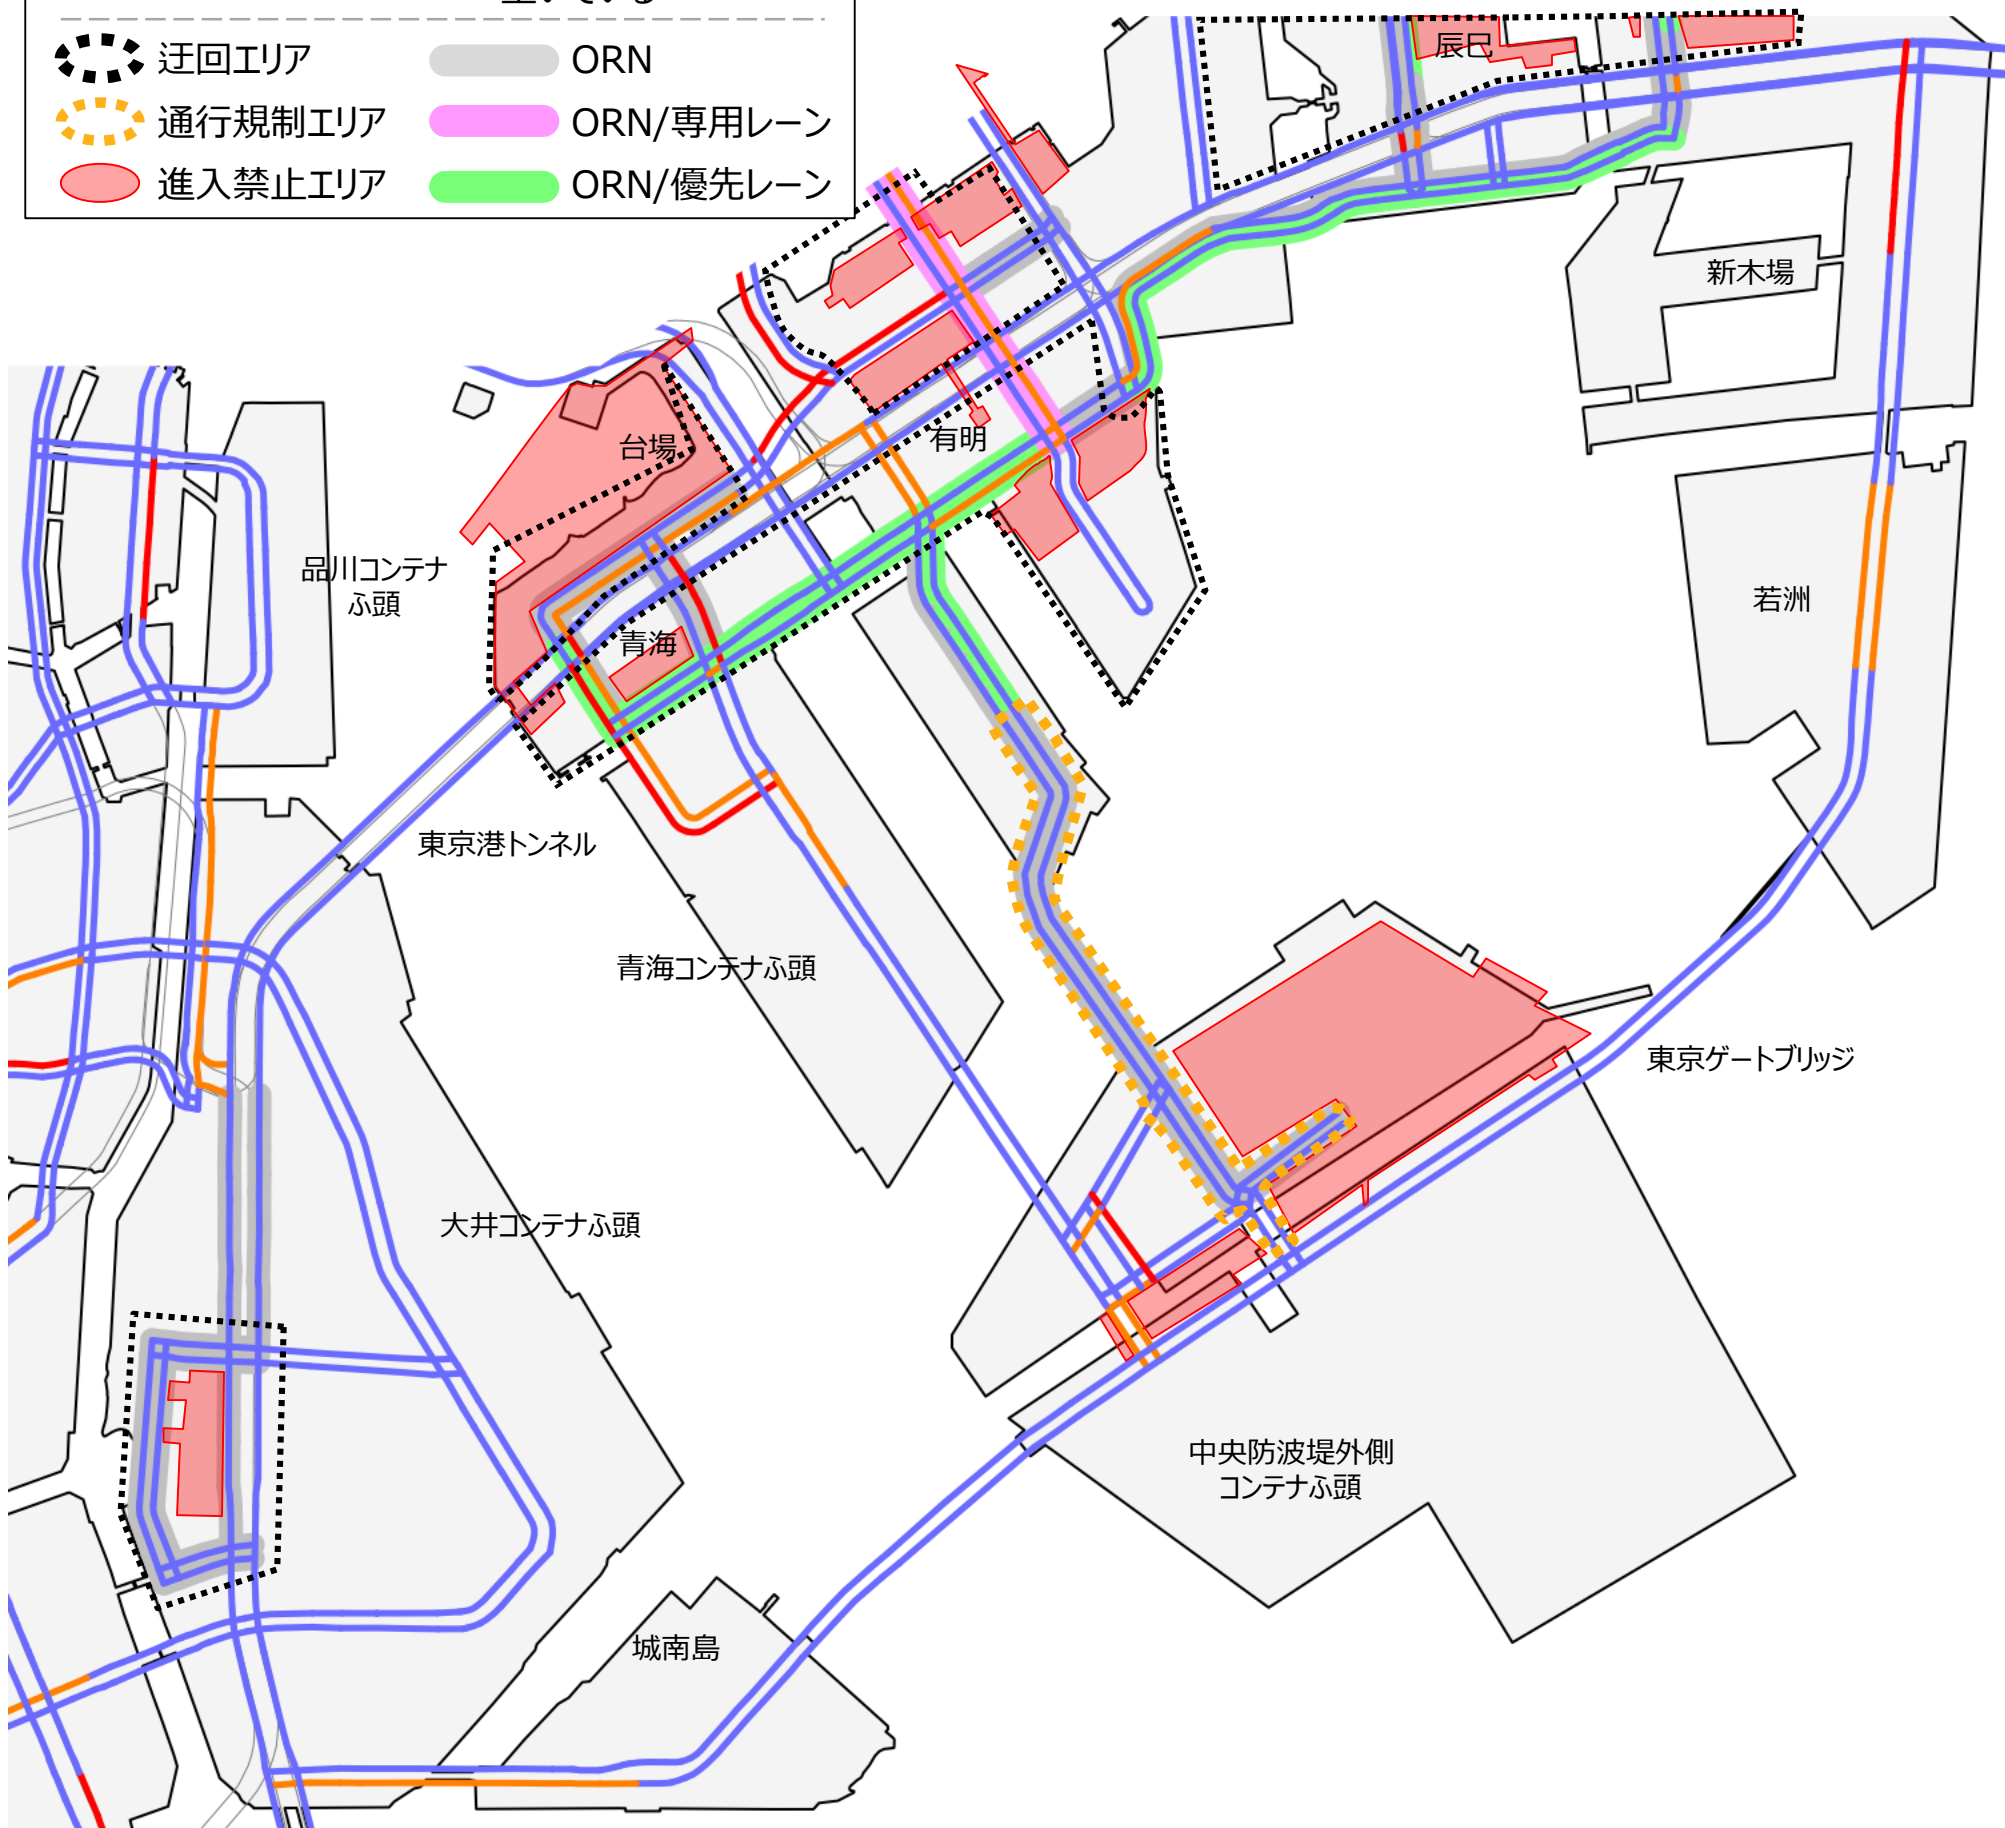 空いている
迂回エリア
ORN
通行規制エリア
ORN/専用レーン
進入禁止エリア
ORN/優先レーン
辰巳
新木場
有明
台場
品川コンテナ
ふ頭
青海
若洲
東京港トンネル
青海コンテナふ頭
東京ゲートブリッジ
大井コンテナふ頭
中央防波堤外側
コンテナふ頭
城南島